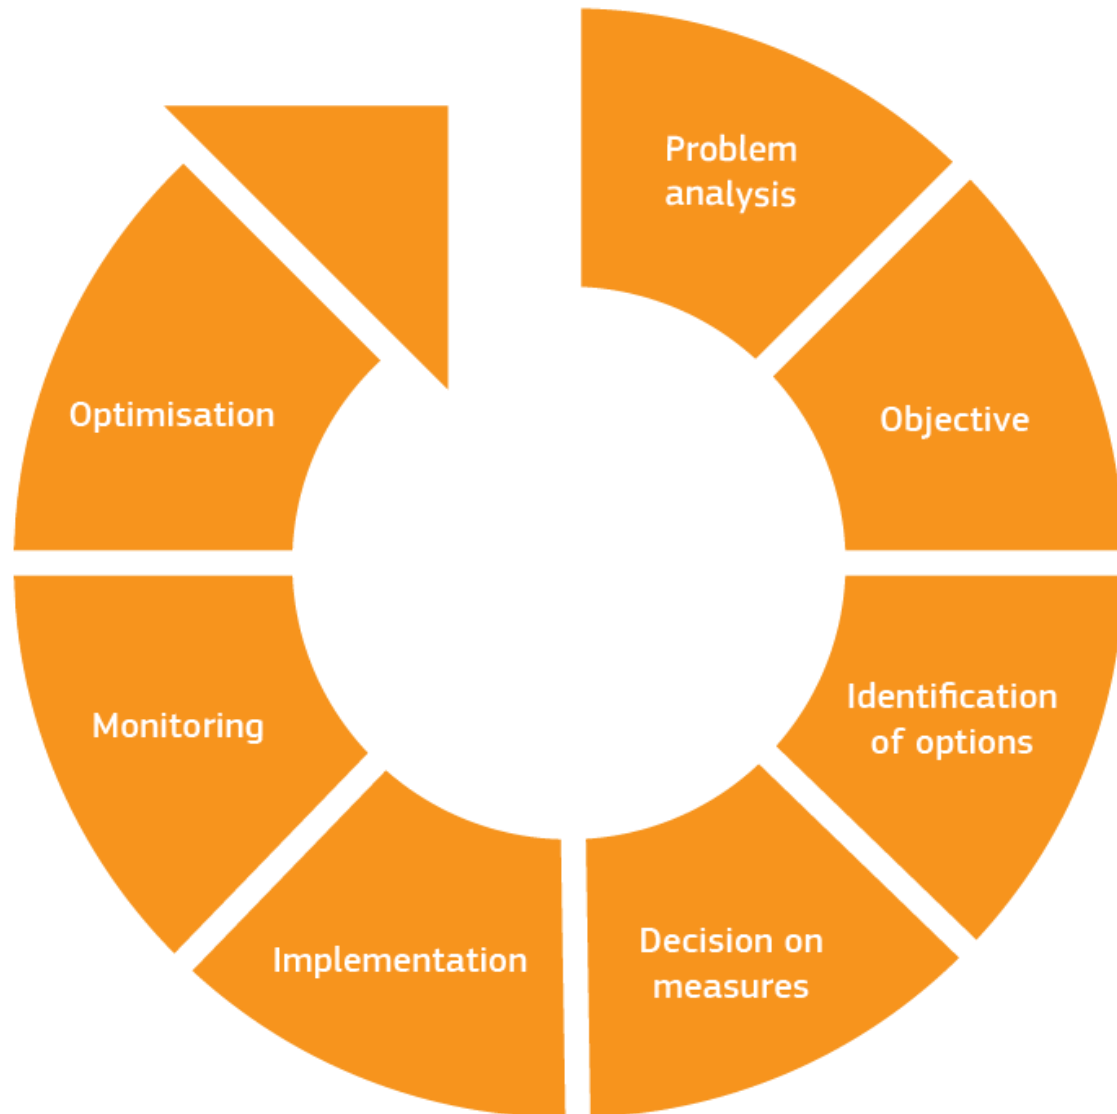 Problem
analysis
Objective
Identification
of options
Decision on
measures
Implementation
Monitoring
Optimisation